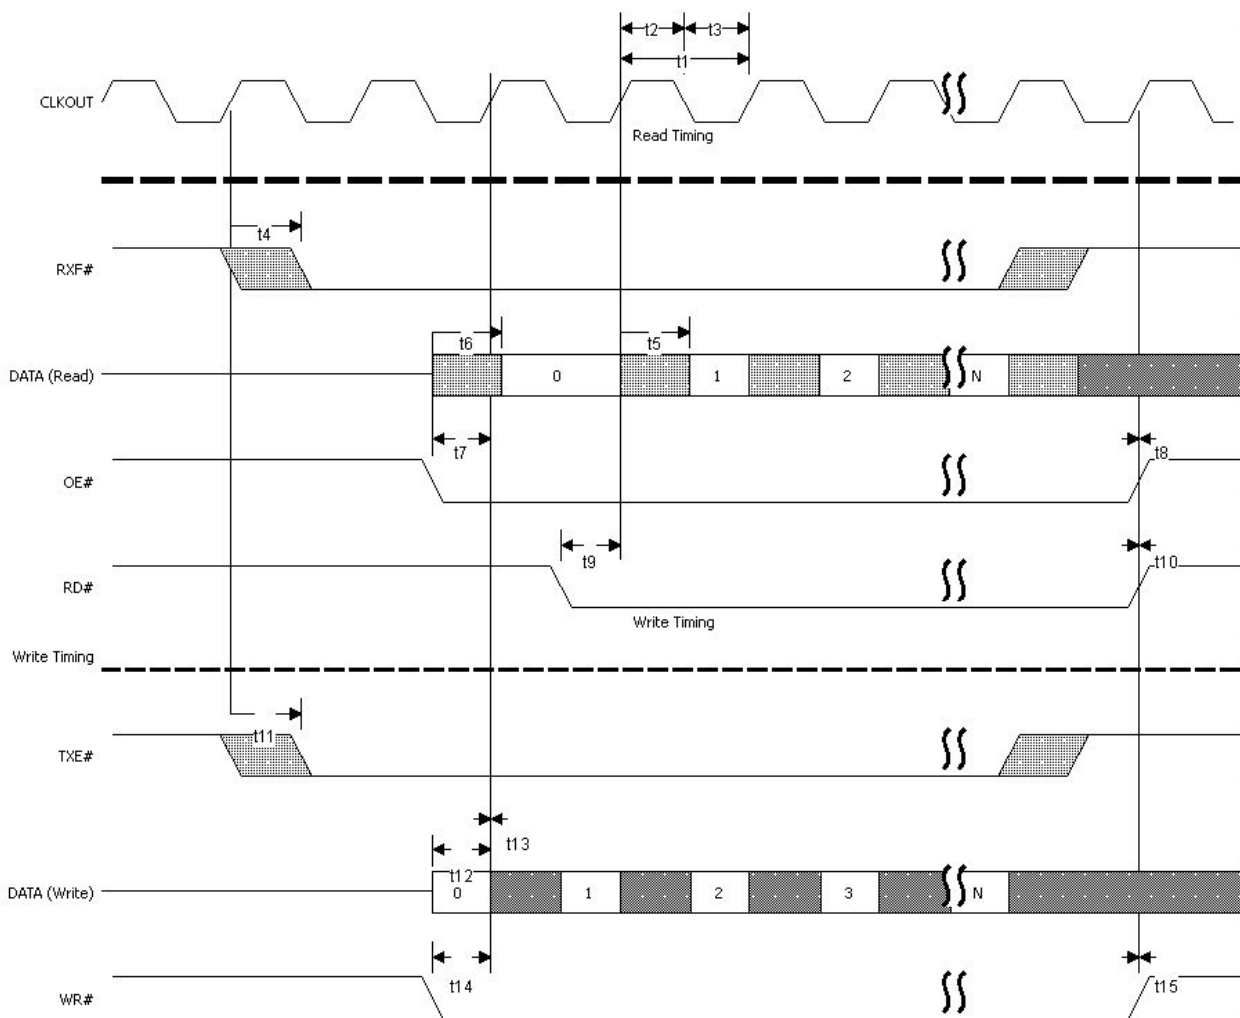 t2 t3
t1
CLKOUT
Read Timing
t4
RXF#
t6 t5
DATA (Read) 0 1 2 N
t7 t8
OE#
t9 t10
RD#
Write Timing
Write Timing
t11
TXE#
t13
t12
DATA (Write) 0 1 2 3 N
t14 t15
WR#